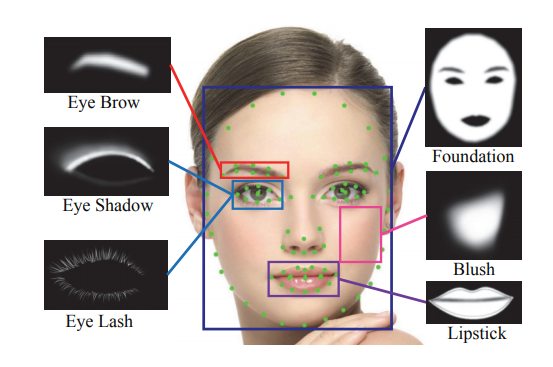 Eye Brow
Eye Shadow
Eye Lash
Foundation
Blush
Lipstick